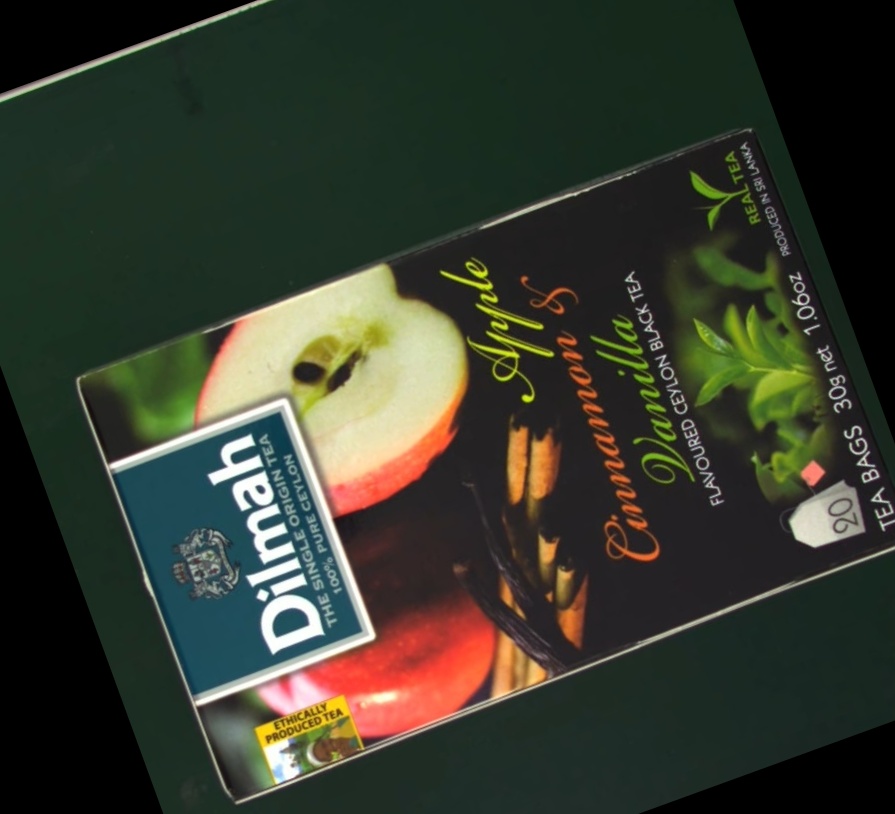 Dilmah
THE SINGLE ORIGIN TEA
100% PURE CEYLON
ETHICALLY
PRODUCED TEA
Apple
Cinnamon &
Vanilla
FLAVOURED CEYLON BLACK TEA
REAL TEA
PRODUCED IN SRI LANKA
20
TEA BAGS 30g net 1.06oz